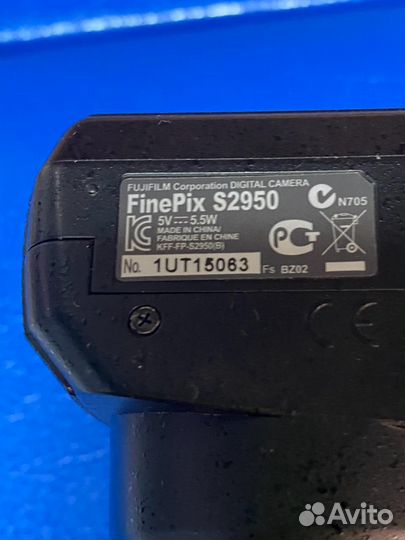 FUJIFILM Corporation DIGITAL CAMERA
FinePix S2950
N705
5V 5.5W
MADE IN CHINA/
FABRIQUE EN CHINE
KFF-FP-S2950(B)
No. 1UT15063 Fs BZ02
CE
Avito